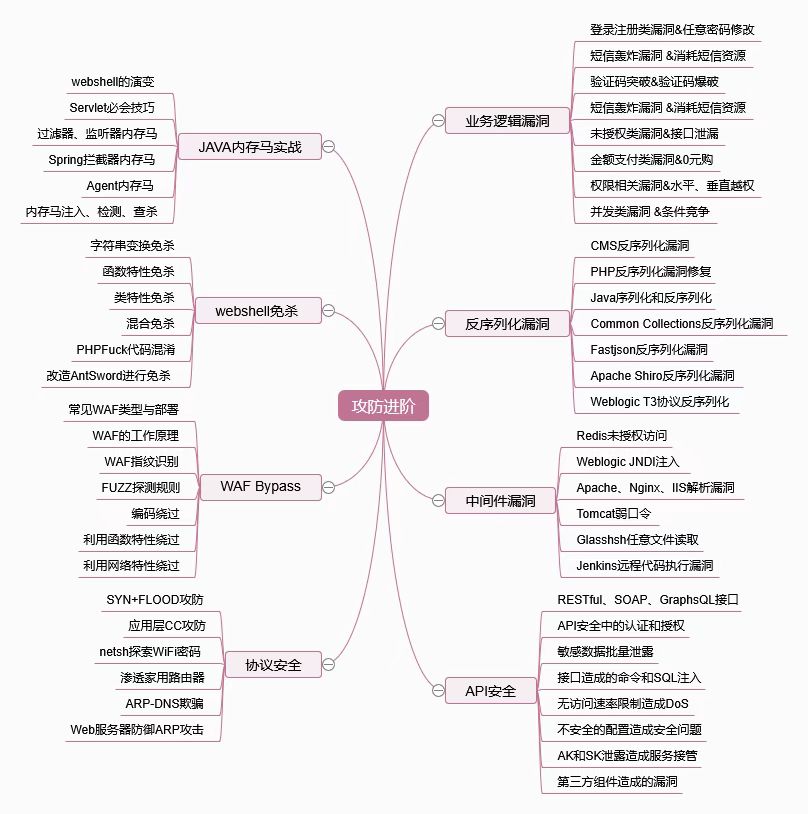 攻防进阶
JAVA内存马实战
webshell的演变
Servlet必会技巧
过滤器、监听器内存马
Spring拦截器内存马
Agent内存马
内存马注入、检测、查杀
webshell免杀
字符串变换免杀
函数特性免杀
类特性免杀
混合免杀
PHPFuck代码混淆
改造AntSword进行免杀
WAF Bypass
常见WAF类型与部署
WAF的工作原理
WAF指纹识别
FUZZ探测规则
编码绕过
利用函数特性绕过
利用网络特性绕过
协议安全
SYN+FLOOD攻防
应用层CC攻防
netsh探索WiFi密码
渗透家用路由器
ARP-DNS欺骗
Web服务器防御ARP攻击
业务逻辑漏洞
登录注册类漏洞&任意密码修改
短信轰炸漏洞 &消耗短信资源
验证码突破&验证码爆破
短信轰炸漏洞 &消耗短信资源
未授权类漏洞&接口泄漏
金额支付类漏洞&0元购
权限相关漏洞&水平、垂直越权
并发类漏洞 &条件竞争
反序列化漏洞
CMS反序列化漏洞
PHP反序列化漏洞修复
Java序列化和反序列化
Common Collections反序列化漏洞
Fastjson反序列化漏洞
Apache Shiro反序列化漏洞
Weblogic T3协议反序列化
中间件漏洞
Redis未授权访问
Weblogic JNDI注入
Apache、Nginx、IIS解析漏洞
Tomcat弱口令
Glasshsh任意文件读取
Jenkins远程代码执行漏洞
API安全
RESTful、SOAP、GraphsQL接口
API安全中的认证和授权
敏感数据批量泄露
接口造成的命令和SQL注入
无访问速率限制造成DoS
不安全的配置造成安全问题
AK和SK泄露造成服务接管
第三方组件造成的漏洞